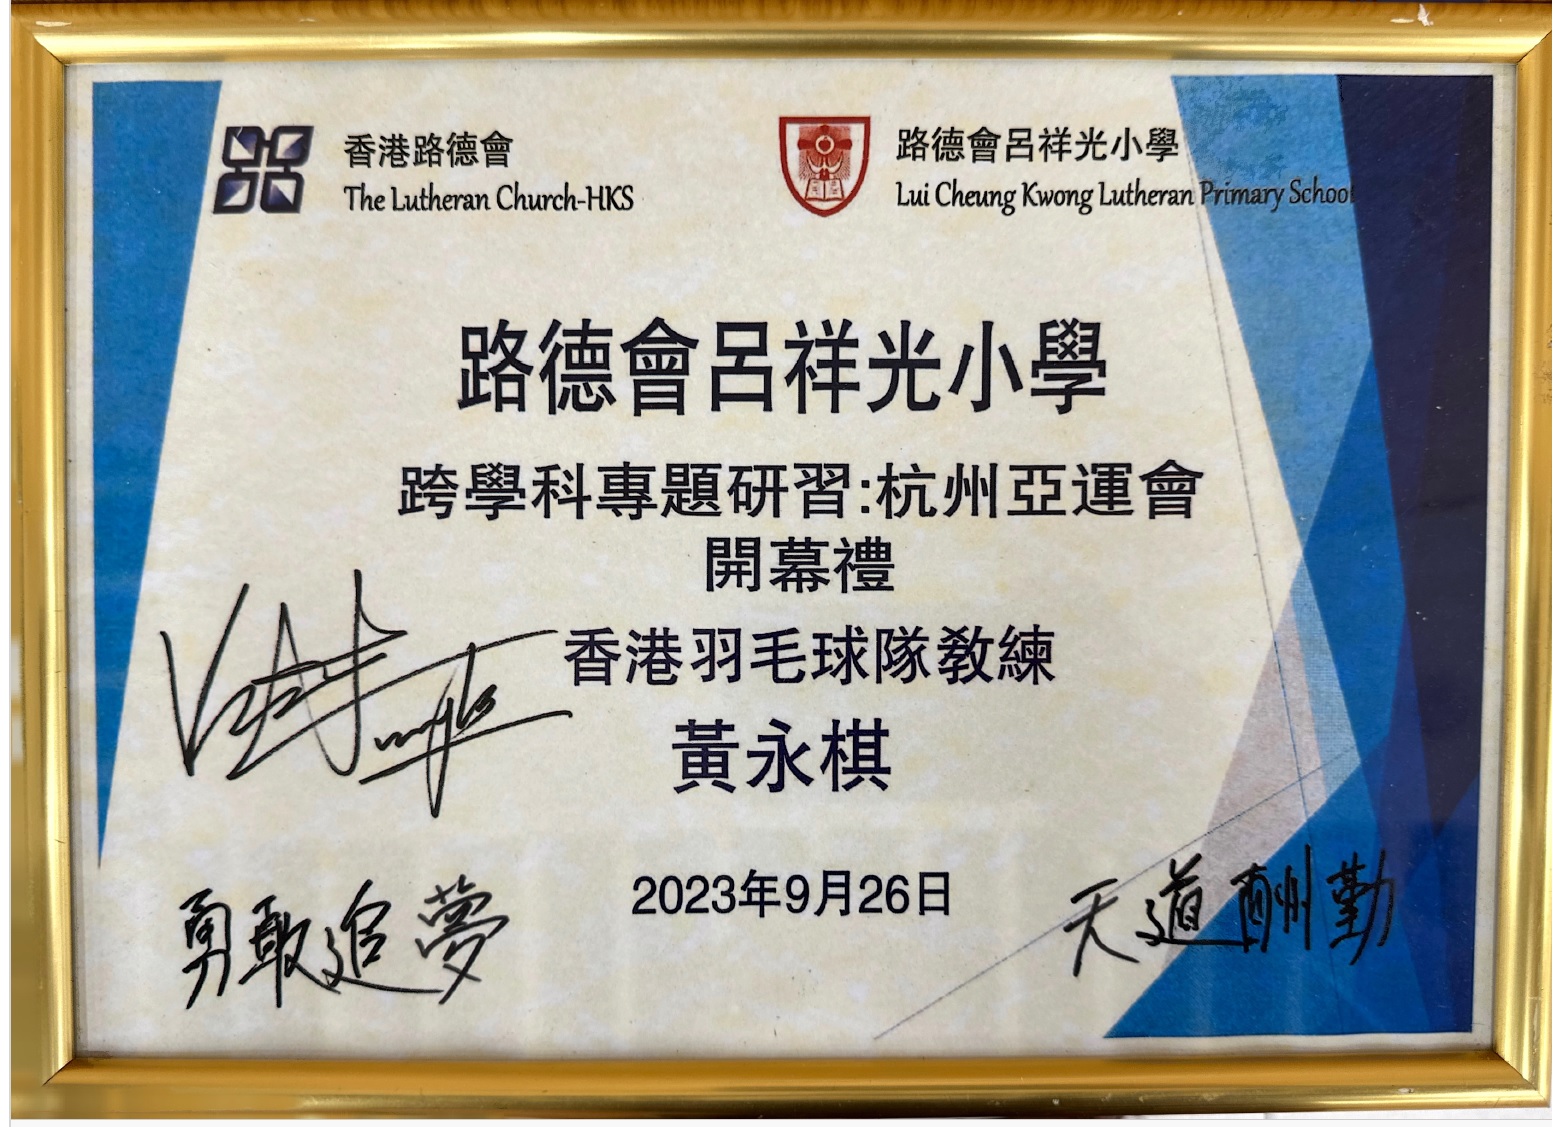 香港路德會
The Lutheran Church-HKS
路德會呂祥光小學
Lui Cheung Kwong Lutheran Primary School
路德會呂祥光小學
跨學科專題研習:杭州亞運會
開幕禮
香港羽毛球隊教練
黃永棋
2023年9月26日
勇敢追夢
天道酬勤